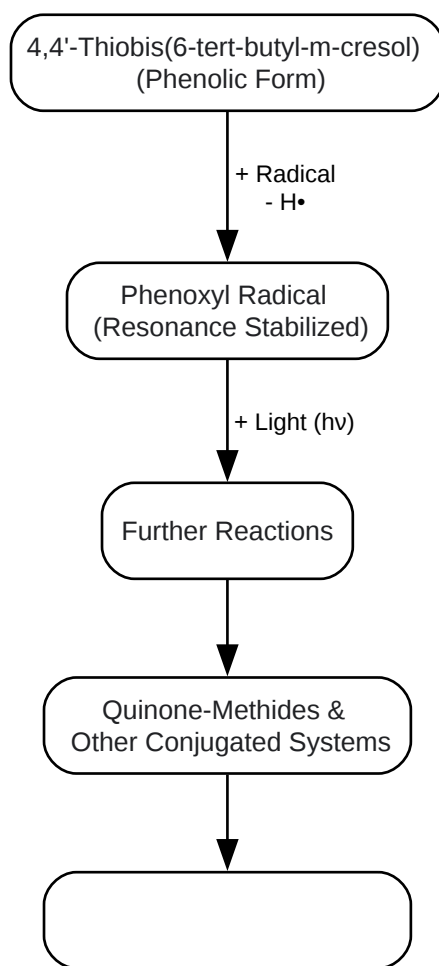 4,4'-Thiobis(6-tert-butyl-m-cresol)
(Phenolic Form)
+ Radical
- H•
Phenoxyl Radical
(Resonance Stabilized)
+ Light (hν)
Further Reactions
Quinone-Methides &
Other Conjugated Systems